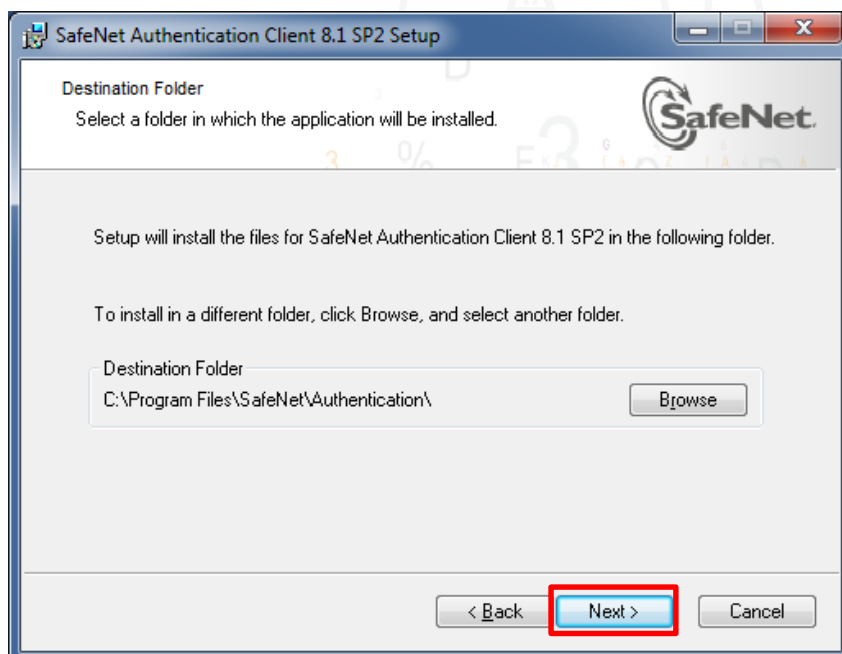 SafeNet Authentication Client 8.1 SP2 Setup
Destination Folder
Select a folder in which the application will be installed.
SafeNet.
Setup will install the files for SafeNet Authentication Client 8.1 SP2 in the following folder.
To install in a different folder, click Browse, and select another folder.
Destination Folder
C:\Program Files\SafeNet\Authentication\
Browse
< Back
Next >
Cancel